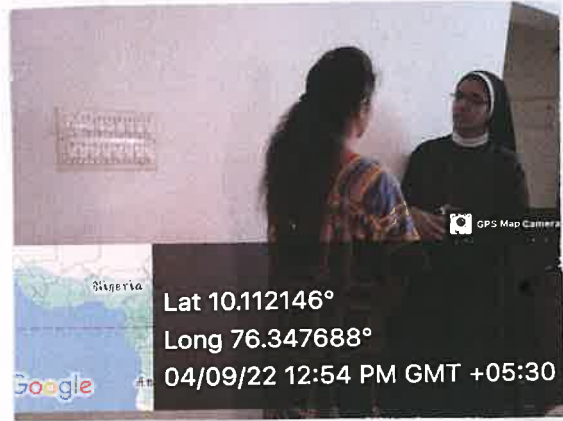 GPS Map Camera
Nigeria
Lat 10.112146°
Long 76.347688°
Google
04/09/22 12:54 PM GMT +05:30